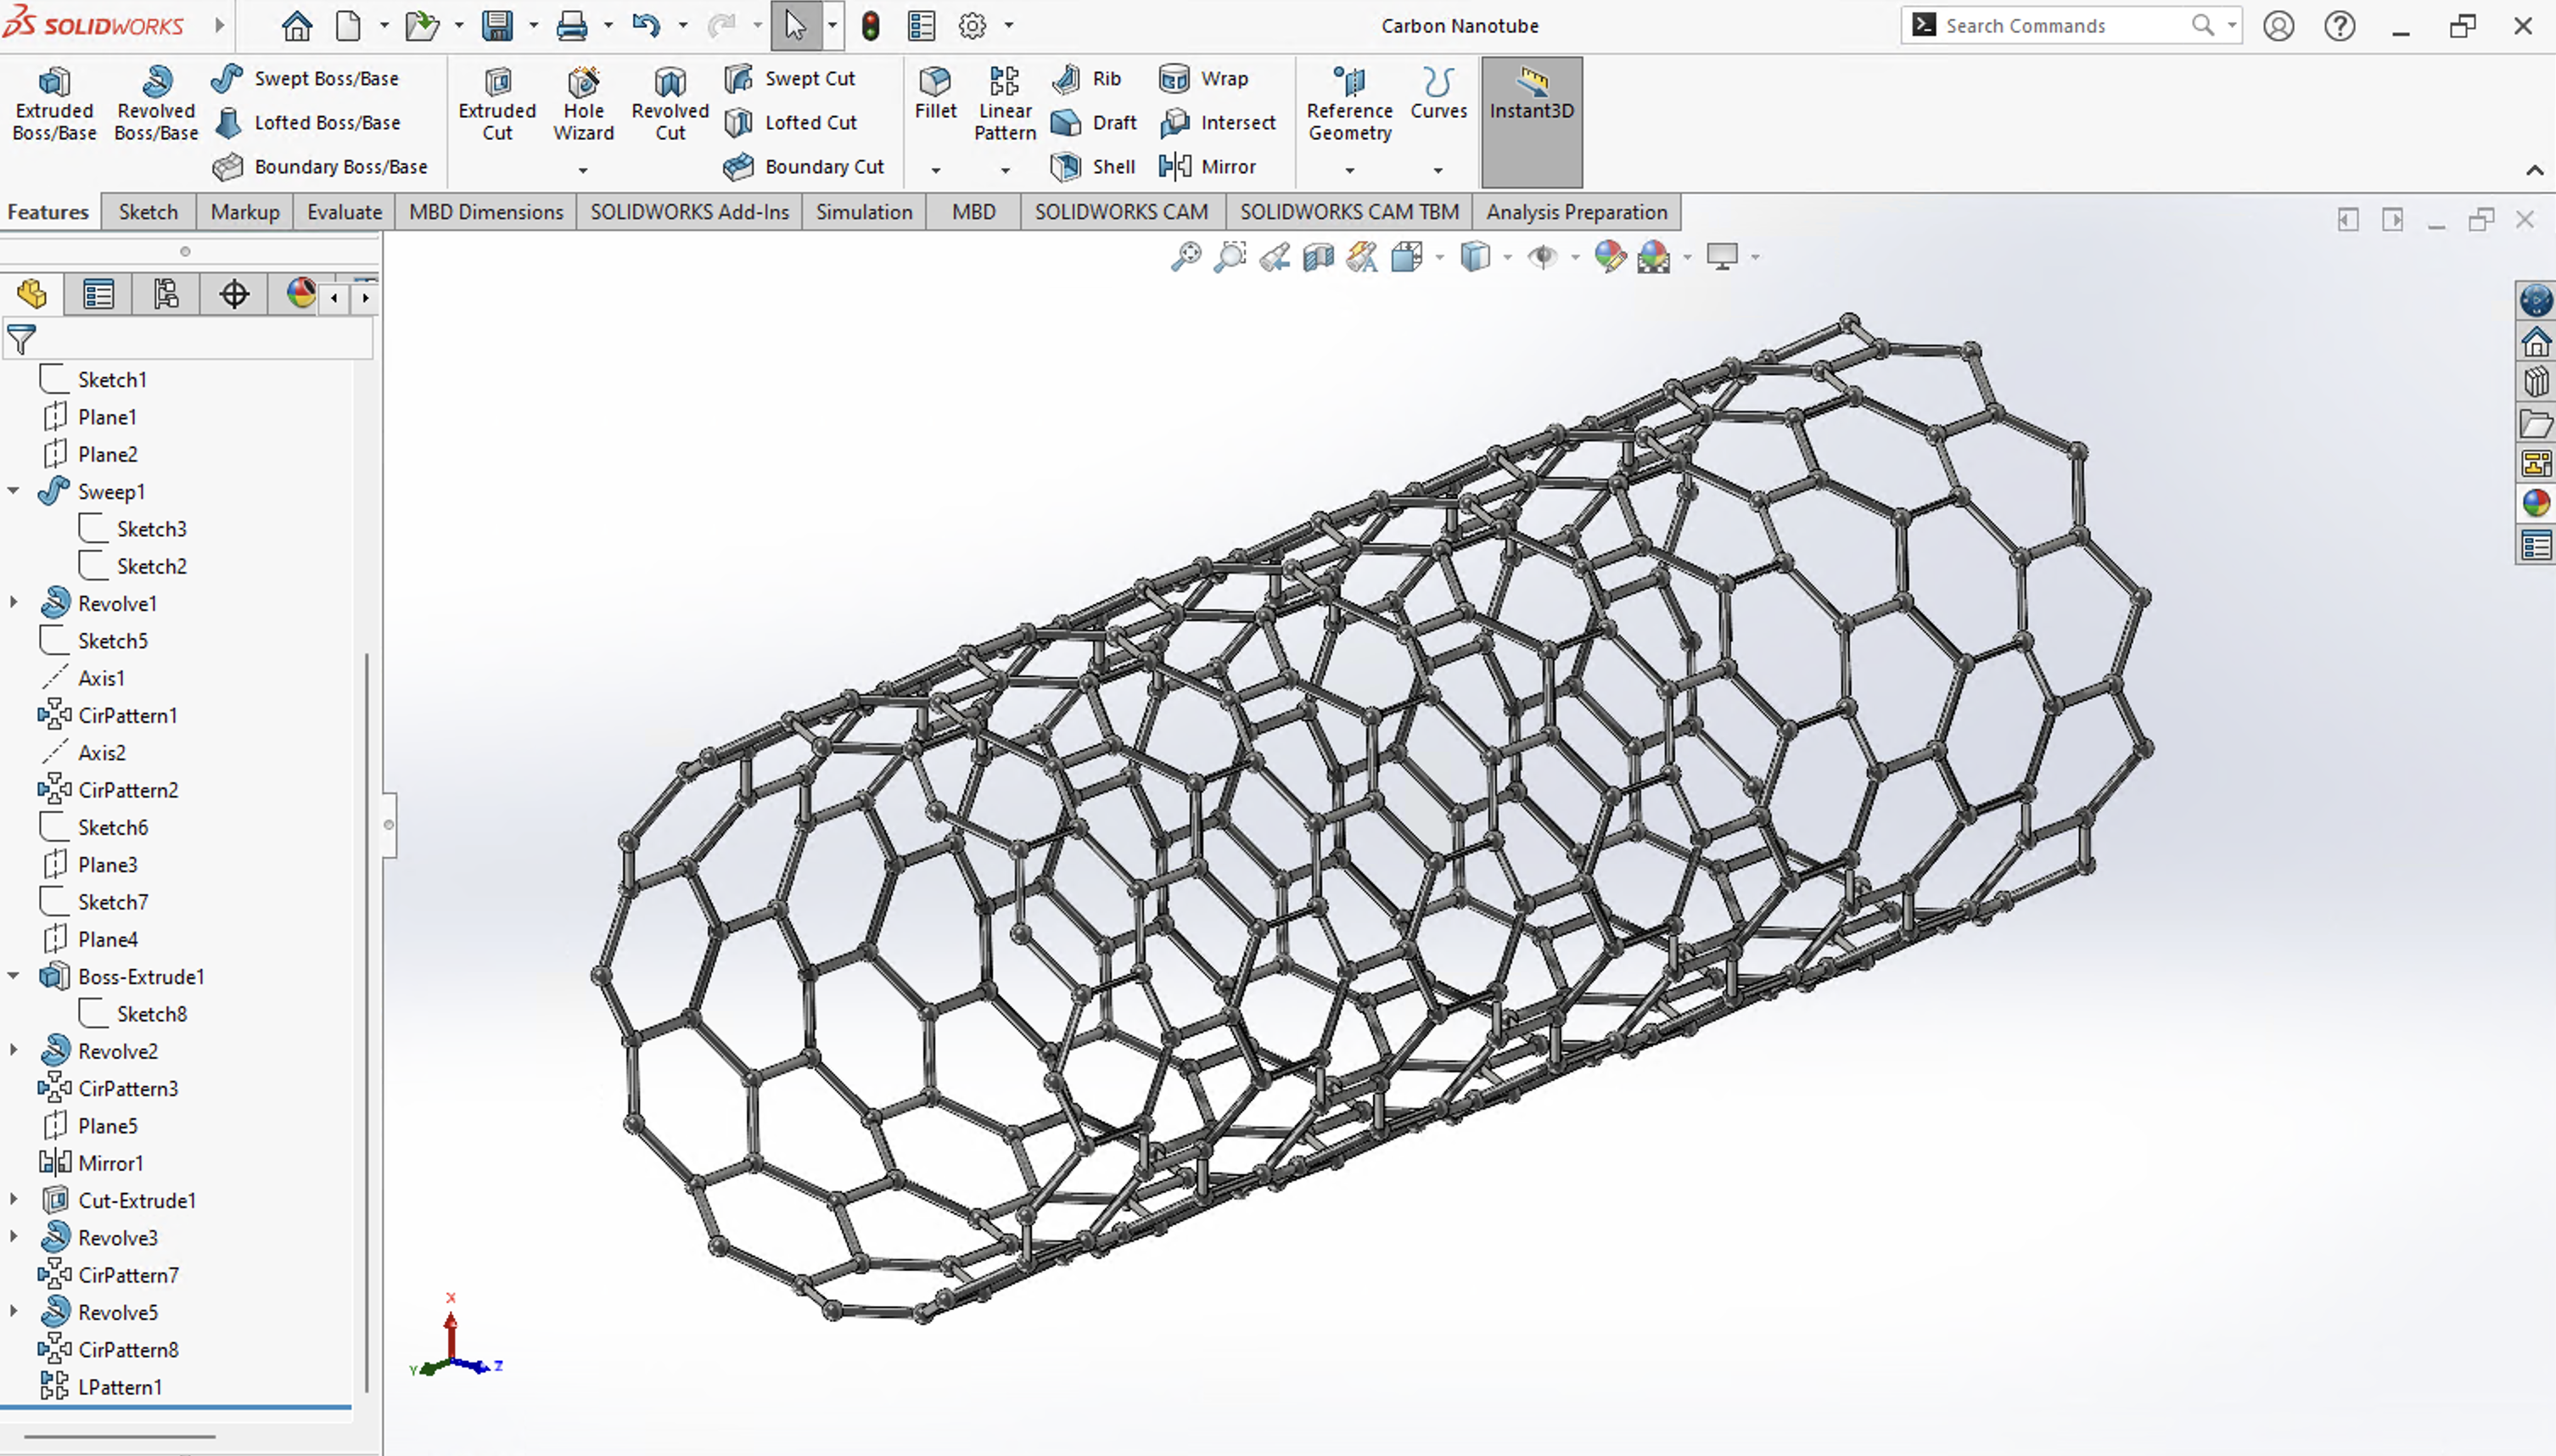 SOLIDWORKS
Carbon Nanotube
Search Commands
Extruded Boss/Base
Revolved Boss/Base
Swept Boss/Base
Lofted Boss/Base
Boundary Boss/Base
Extruded Cut
Hole Wizard
Revolved Cut
Swept Cut
Lofted Cut
Boundary Cut
Fillet
Linear Pattern
Rib
Draft
Shell
Wrap
Intersect
Mirror
Reference Geometry
Curves
Instant3D
Features
Sketch
Markup
Evaluate
MBD Dimensions
SOLIDWORKS Add-Ins
Simulation
MBD
SOLIDWORKS CAM
SOLIDWORKS CAM TBM
Analysis Preparation
Sketch1
Plane1
Plane2
Sweep1
Sketch3
Sketch2
Revolve1
Sketch5
Axis1
CirPattern1
Axis2
CirPattern2
Sketch6
Plane3
Sketch7
Plane4
Boss-Extrude1
Sketch8
Revolve2
CirPattern3
Plane5
Mirror1
Cut-Extrude1
Revolve3
CirPattern7
Revolve5
CirPattern8
LPattern1
X
Y
Z